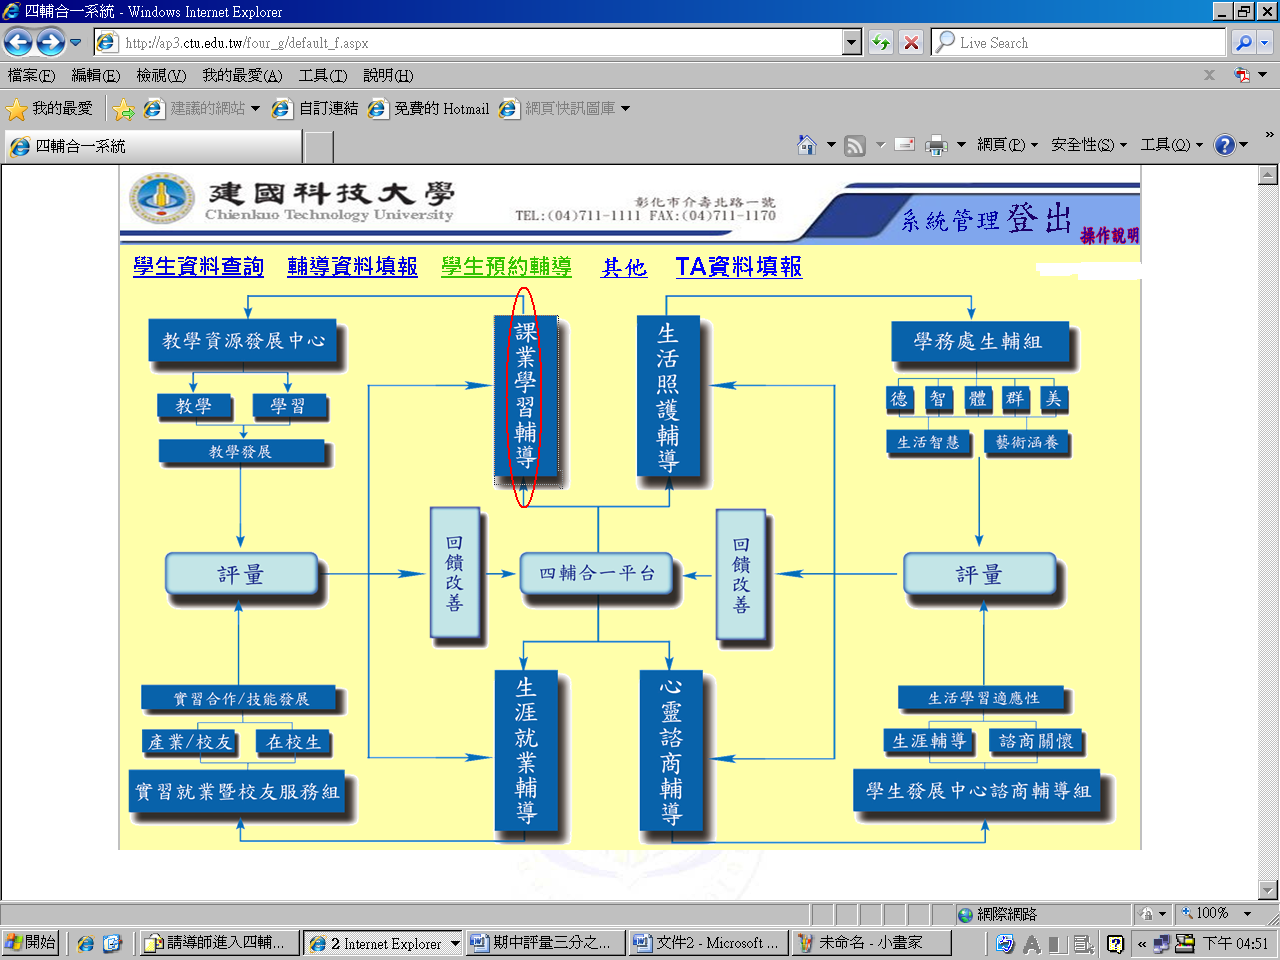 四輔合一系統 - Windows Internet Explorer
http://ap3.ctu.edu.tw/four_g/default_f.aspx
Live Search
檔案(F) 編輯(E) 檢視(V) 我的最愛(A) 工具(T) 說明(H)
我的最愛 建議的網站 自訂連結 免費的 Hotmail 網頁快訊圖庫
四輔合一系統
網頁(P) 安全性(S) 工具(O)
建國科技大學
Chienkuo Technology University
彰化市介壽北路一號
TEL:(04)711-1111 FAX:(04)711-1170
系統管理 登出 操作說明
學生資料查詢 輔導資料填報 學生預約輔導 其他 TA資料填報
教學資源發展中心
教學 學習
教學發展
課業學習輔導
生活照護輔導
學務處生輔組
德 智 體 群 美
生活智慧 藝術涵養
評量
回饋改善
四輔合一平台
回饋改善
評量
實習合作/技能發展
產業/校友 在校生
實習就業暨校友服務組
生涯就業輔導
心靈諮商輔導
生活學習適應性
生涯輔導 諮商關懷
學生發展中心諮商輔導組
網際網路
100%
開始
請導師進入四輔...
2 Internet Explorer
期中評量三分之...
文件2 - Microsoft ...
未命名 - 小畫家
下午 04:51